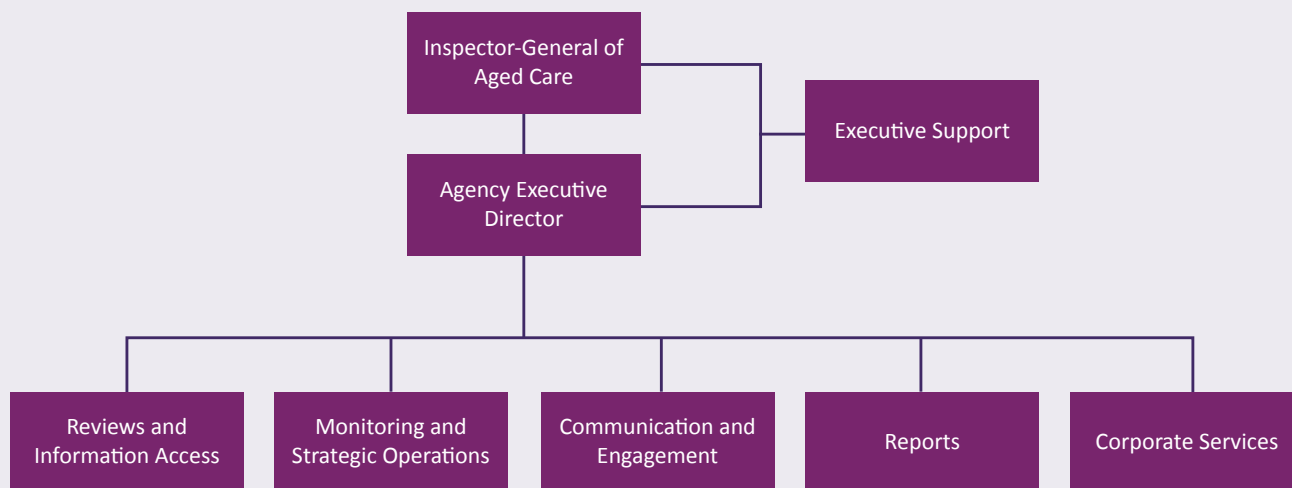 Inspector-General of
Aged Care
Executive Support
Agency Executive
Director
Reviews and
Information Access
Monitoring and
Strategic Operations
Communication and
Engagement
Reports
Corporate Services